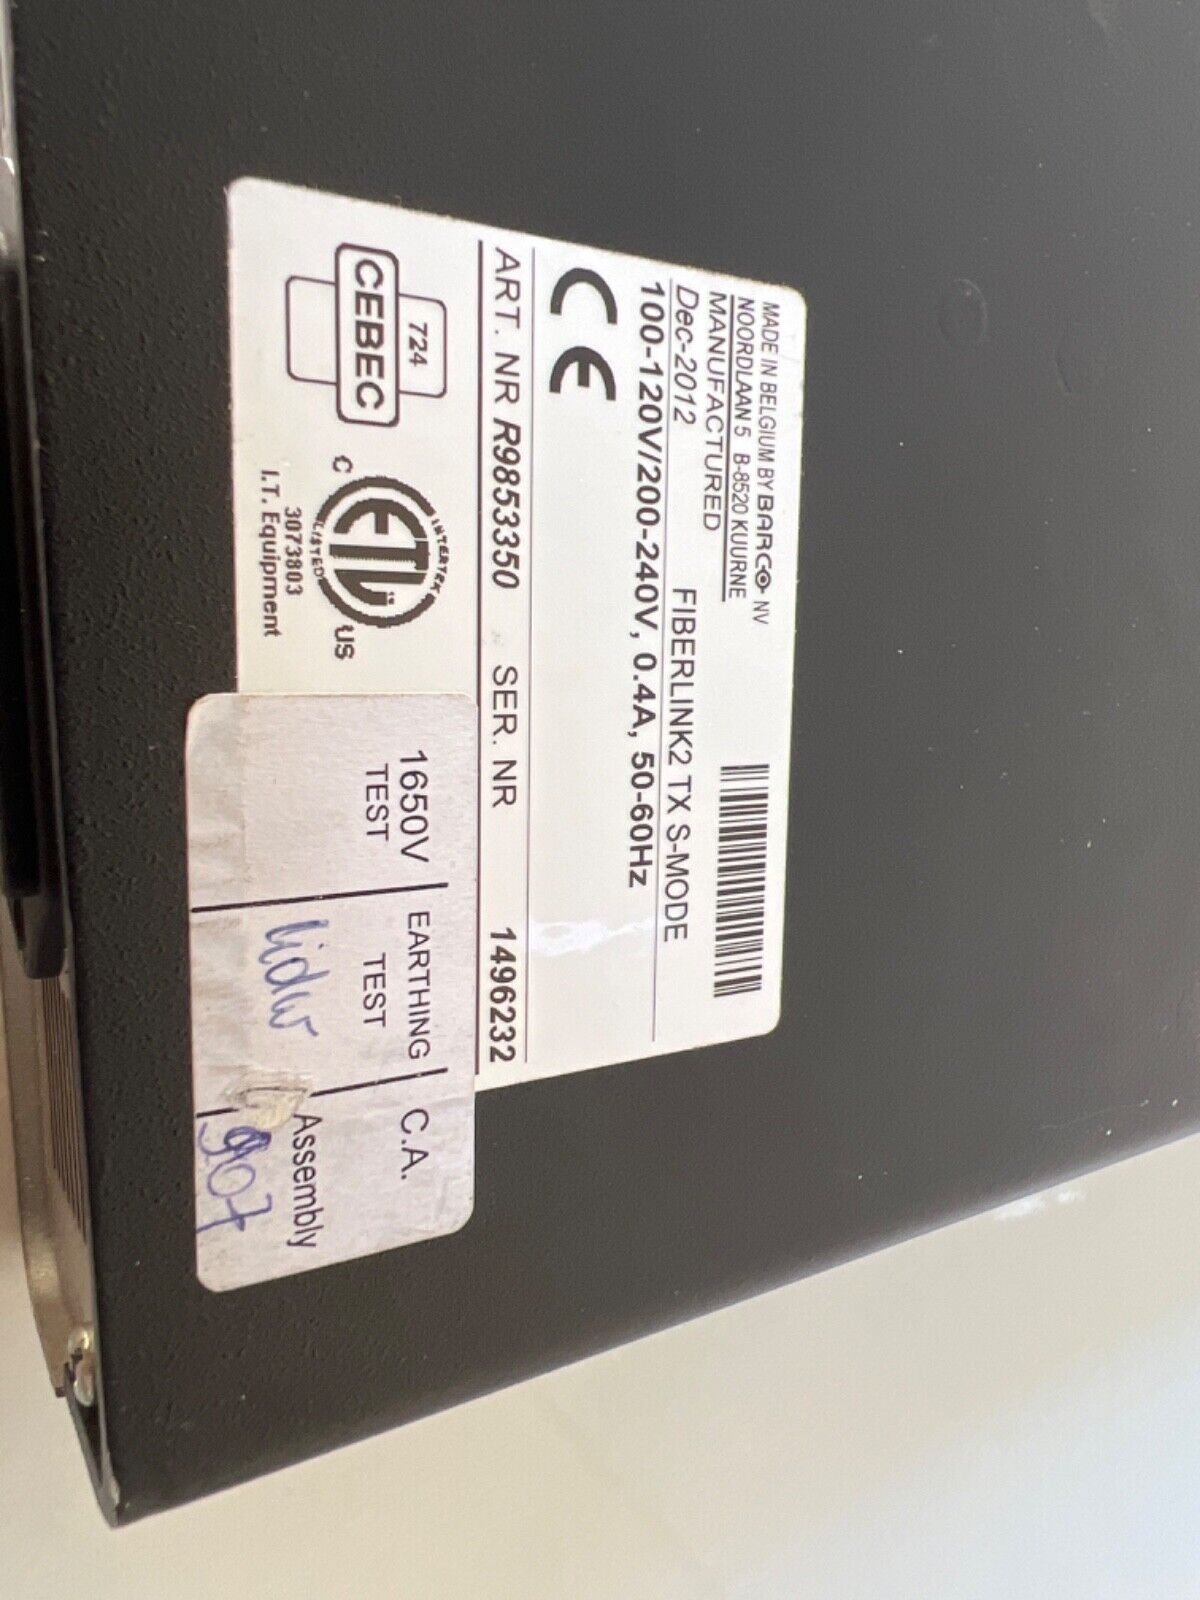 MADE IN BELGIUM BY BARCO NV
NOORDLAAN 5 B-8520 KUURNE
MANUFACTURED
Dec-2012 FIBERLINK2 TX S-MODE
100-120V/200-240V, 0.4A, 50-60Hz
CE
ART. NR R9853350 SER. NR 1496232
724
CEBEC
INTERTEK
ETL
LISTED
C US
3073803
I.T. Equipment
1650V TEST
EARTHING TEST
C.A.
Assembly
907